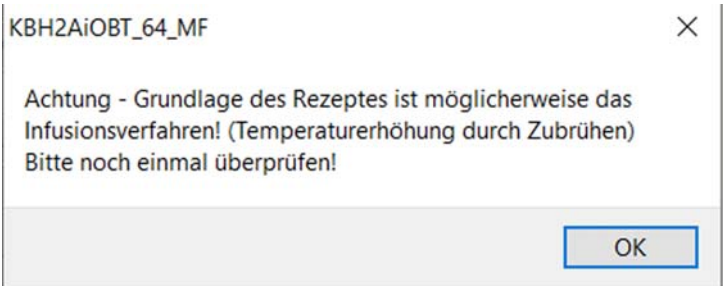 KBH2AiOBT_64_MF
Achtung - Grundlage des Rezeptes ist möglicherweise das
Infusionsverfahren! (Temperaturerhöhung durch Zubrühen)
Bitte noch einmal überprüfen!
OK